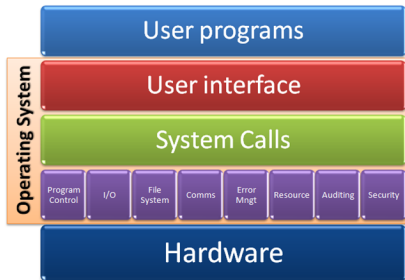 User programs
Operating System
User interface
System Calls
Program
Control
I/O
File
System
Comms
Error
Mngt
Resource
Auditing
Security
Hardware